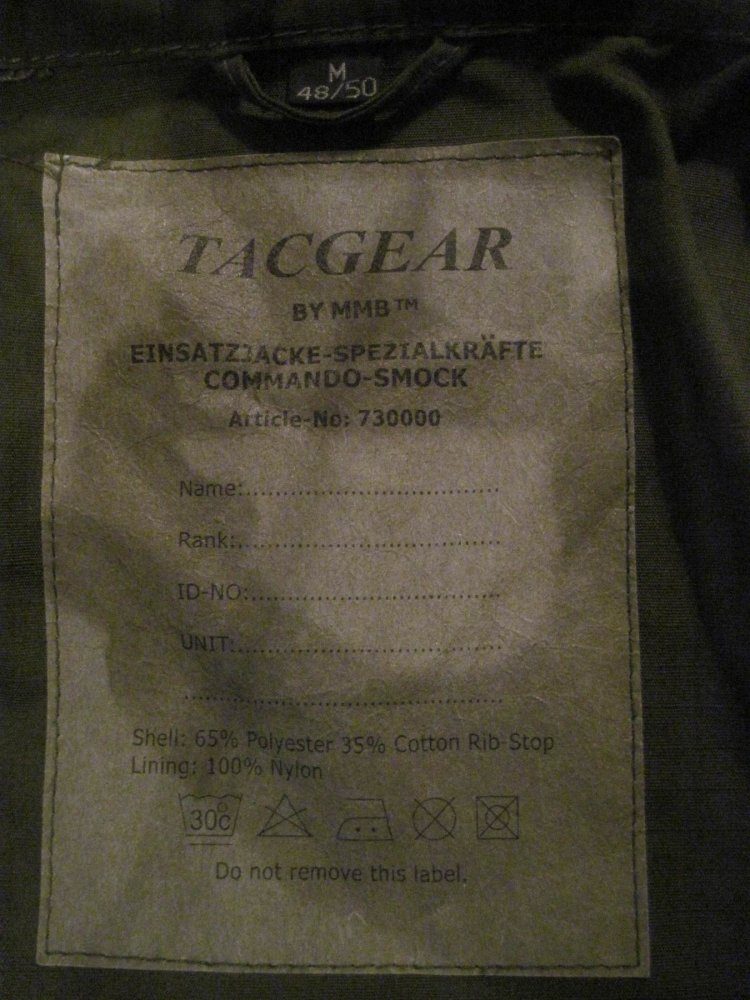 M
48/50
TACGEAR
BY MMB™
EINSATZJACKE-SPEZIALKRÄFTE
COMMANDO-SMOCK
Article-No: 730000
Name:..................................
Rank:..................................
ID-NO:.................................
UNIT:..................................
.........................................
Shell: 65% Polyester 35% Cotton Rib Stop
Lining: 100% Nylon
30c
Do not remove this label.